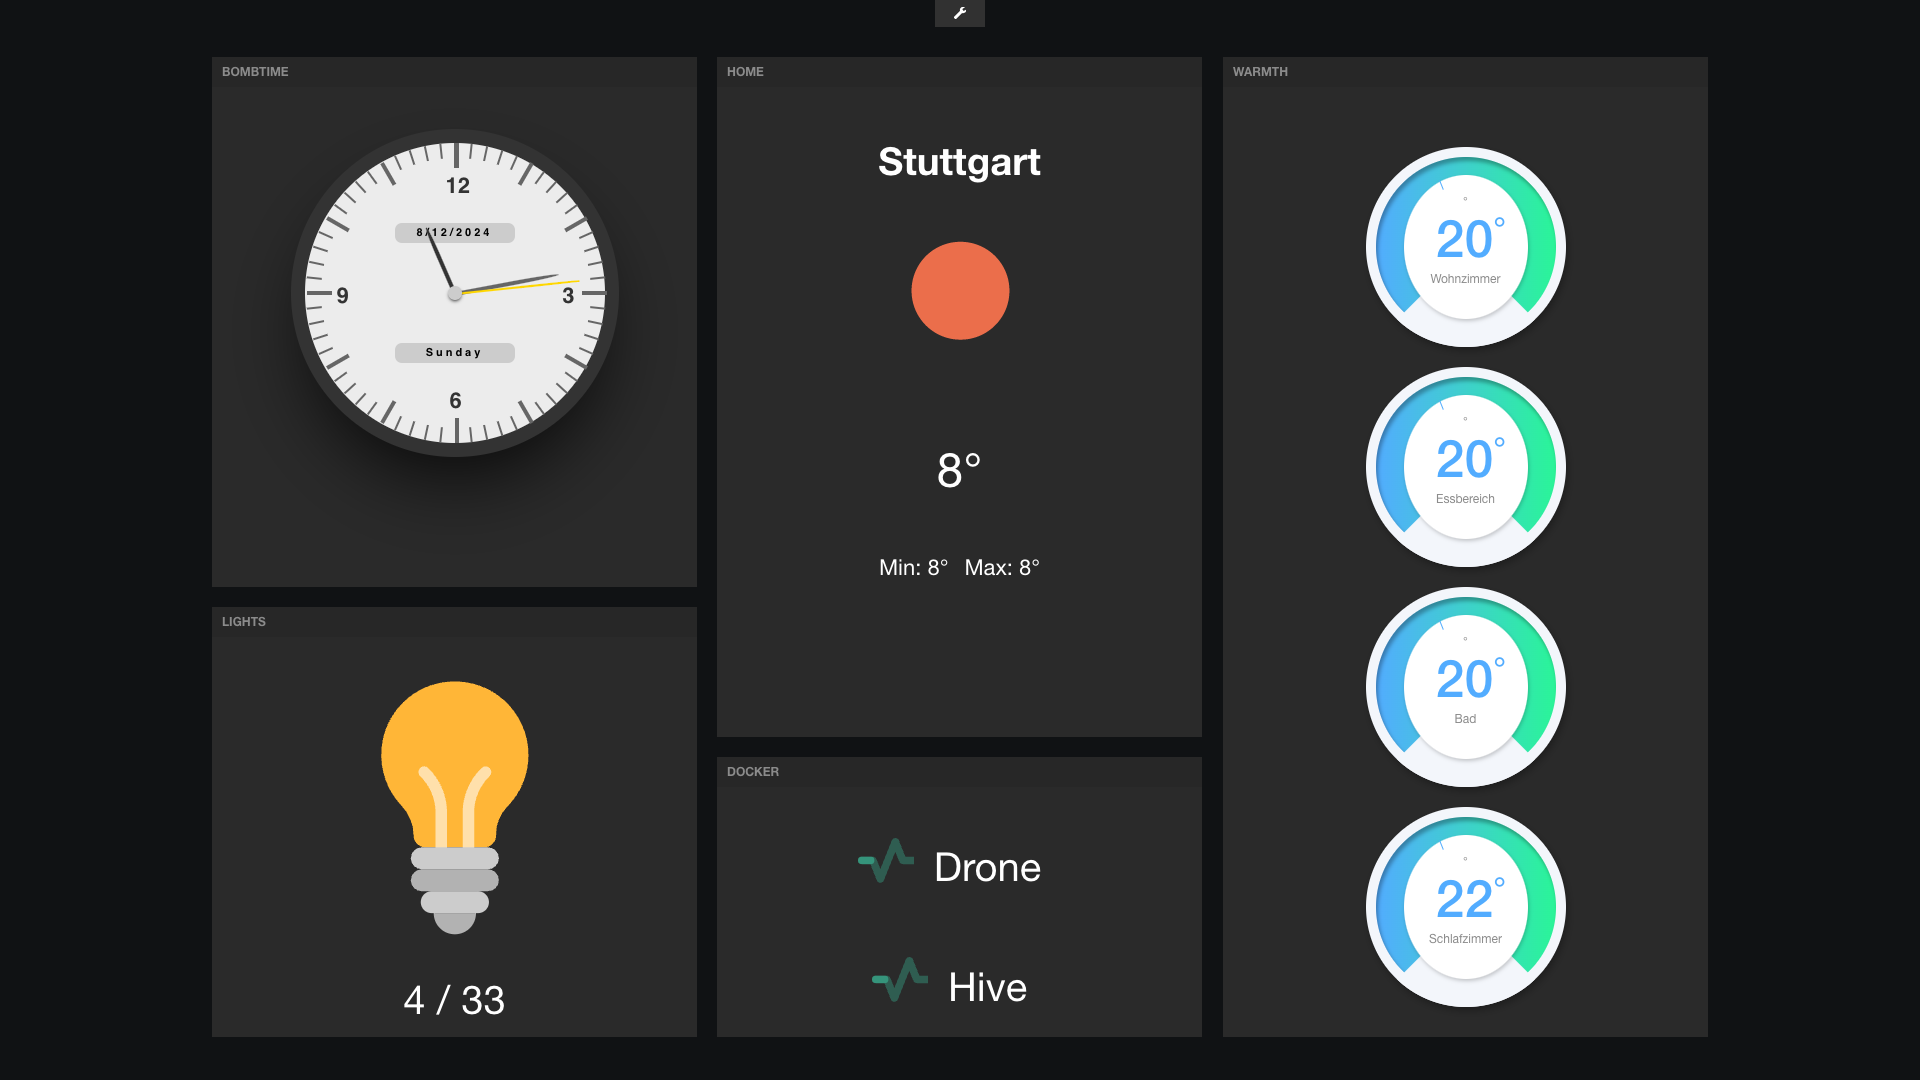 BOMBTIME
12
8/12/2024
9
3
Sunday
6
LIGHTS
4 / 33
HOME
Stuttgart
8°
Min: 8° Max: 8°
DOCKER
Drone
Hive
WARMTH
20°
Wohnzimmer
20°
Essbereich
20°
Bad
22°
Schlafzimmer